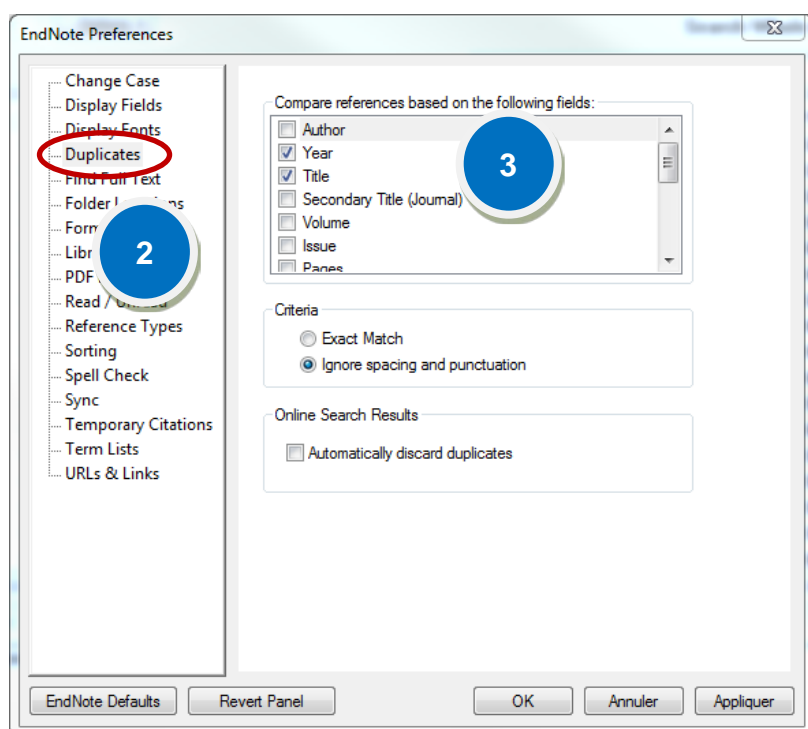 EndNote Preferences
Change Case
Display Fields
Display Fonts
Duplicates
Find Full Text
Folder
2
PDF
Read /
Reference Types
Sorting
Spell Check
Sync
Temporary Citations
Term Lists
URLs & Links
Compare references based on the following fields:
Author
Year
Title
Secondary Title (Journal)
Volume
Issue
Pages
3
Criteria
Exact Match
Ignore spacing and punctuation
Online Search Results
Automatically discard duplicates
EndNote Defaults
Revert Panel
OK
Annuler
Appliquer